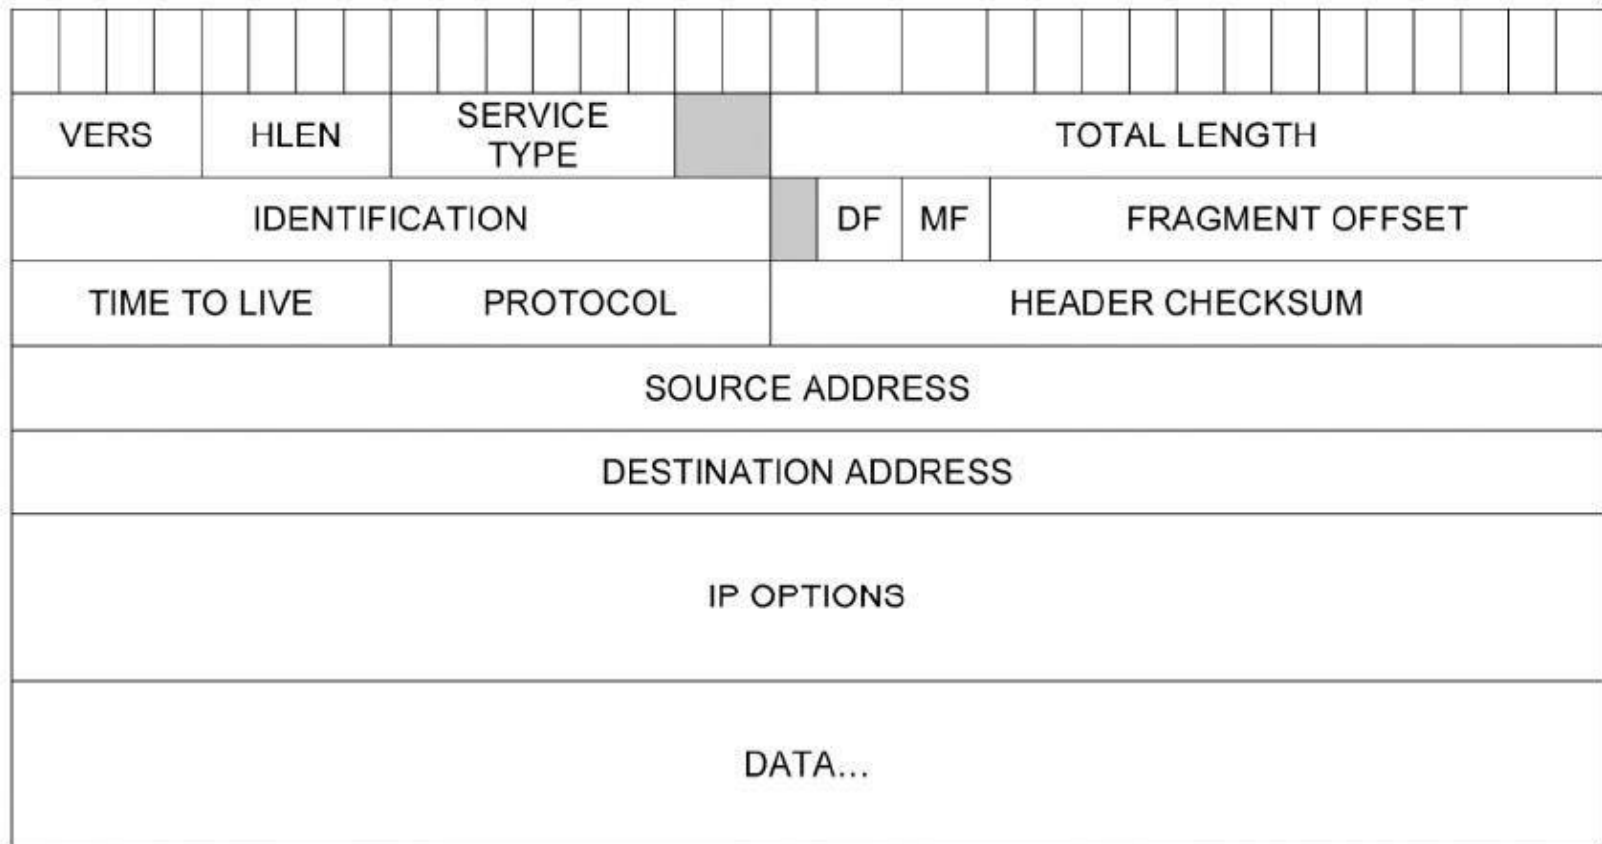 VERS
HLEN
SERVICE
TYPE
TOTAL LENGTH
IDENTIFICATION
DF
MF
FRAGMENT OFFSET
TIME TO LIVE
PROTOCOL
HEADER CHECKSUM
SOURCE ADDRESS
DESTINATION ADDRESS
IP OPTIONS
DATA...